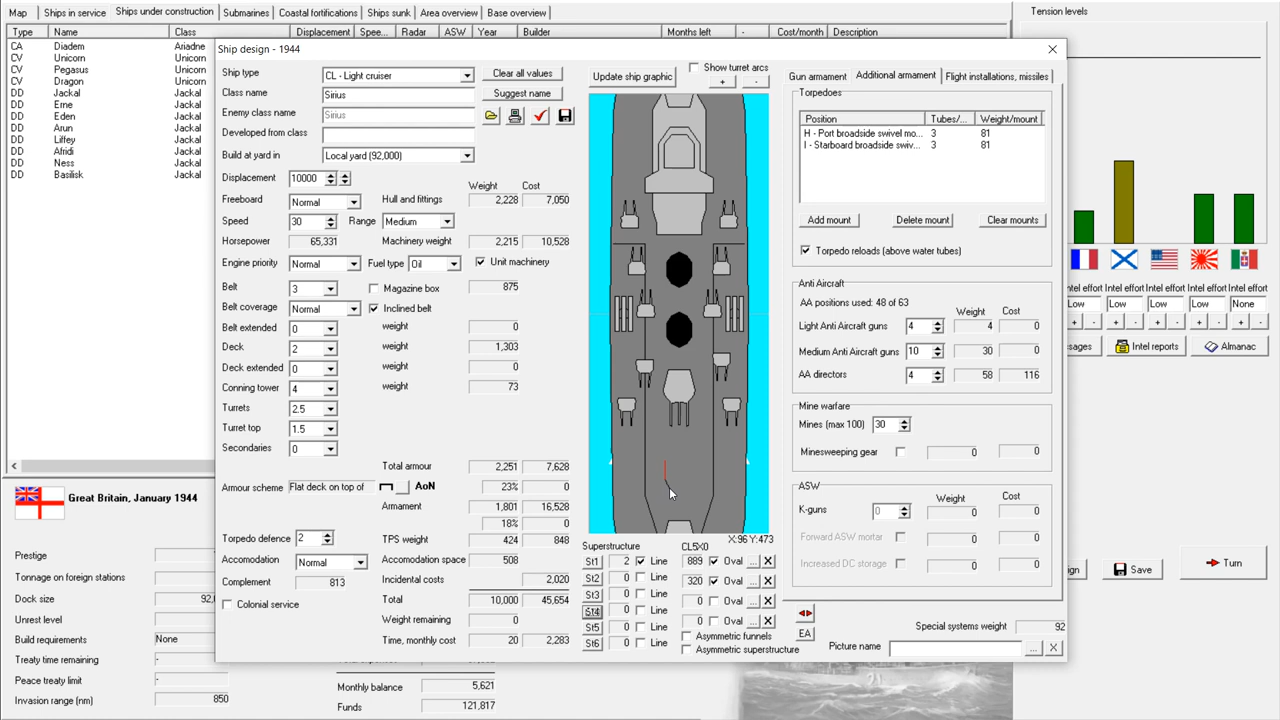 Map Ships in service Ships under construction Submarines Coastal fortifications Ships sunk Area overview Base overview
Tension levels
Type Name Class Displacement Spee... Radar ASW Year Builder Months left - Cost/month Description
CA Diadem Ariadne
CV Unicorn Unicorn
CV Pegasus Unicorn
CV Dragon Unicorn
DD Jackal Jackal
DD Erne Jackal
DD Eden Jackal
DD Arun Jackal
DD Liffey Jackal
DD Afridi Jackal
DD Ness Jackal
DD Basilisk Jackal
Great Britain, January 1944
Prestige
Tonnage on foreign stations
Dock size 92,0
Unrest level
Build requirements None
Treaty time remaining -
Peace treaty limit -
Invasion range (nm) 850
Monthly balance 5,621
Funds 121,817
Ship design - 1944
Ship type CL - Light cruiser Clear all values
Class name Sirius Suggest name
Enemy class name Sirius
Developed from class
Build at yard in Local yard (92,000)
Displacement 10000
Weight Cost
Freeboard Normal Hull and fittings 2,228 7,050
Speed 30 Range Medium
Horsepower 65,331 Machinery weight 2,215 10,528
Engine priority Normal Fuel type Oil Unit machinery
Belt 3 Magazine box 875
Belt coverage Normal Inclined belt
Belt extended 0 weight 0
Deck 2 weight 1,303
Deck extended 0 weight 0
Conning tower 4 weight 73
Turrets 2.5
Turret top 1.5
Secondaries 0
Total armour 2,251 7,628
Armour scheme Flat deck on top of AoN 23% 0
Armament 1,801 16,528
18% 0
Torpedo defence 2 TPS weight 424 848
Accomodation Normal Accomodation space 508
Complement 813 Incidental costs 2,020
Colonial service Total 10,000 45,654
Weight remaining 0
Time, monthly cost 20 2,283
Update ship graphic Show turret arcs
+ -
X:96 Y:473
Superstructure CL5X0
St1 2 Line 889 Oval ... X
St2 0 Line 320 Oval ... X
St3 0 Line 0 Oval ... X
St4 0 Line 0 Oval ... X
St5 0 Line Asymmetric funnels
St6 0 Line Asymmetric superstructure
EA
Gun armament Additional armament Flight installations, missiles
Torpedoes
Position Tubes/... Weight/mount
H - Port broadside swivel mo... 3 81
I - Starboard broadside swiv... 3 81
Add mount Delete mount Clear mounts
Torpedo reloads (above water tubes)
Anti Aircraft
AA positions used: 48 of 63 Weight Cost
Light Anti Aircraft guns 4 4 0
Medium Anti Aircraft guns 10 30 0
AA directors 4 58 116
Mine warfare
Mines (max 100) 30
Minesweeping gear 0 0
ASW
Weight Cost
K-guns 0 0 0
Forward ASW mortar 0 0
Increased DC storage 0 0
Special systems weight 92
Picture name ... X
Intel effort Intel effort Intel effort Intel effort
Low Low Low None
+ - + - + - + -
Intel reports Almanac
Save Turn